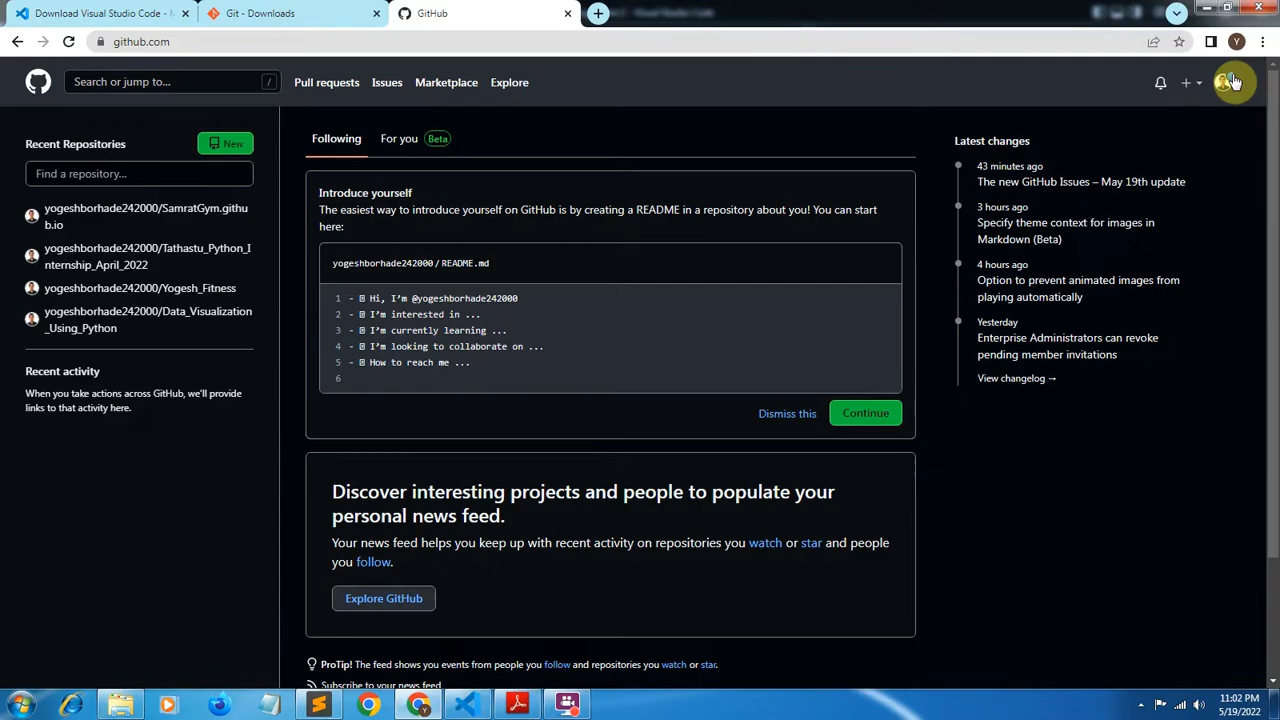 Download Visual Studio Code - M
Git - Downloads
GitHub
Visual Studio Code
github.com
Y
Search or jump to...
/
Pull requests
Issues
Marketplace
Explore
Recent Repositories
New
Find a repository...
yogeshborhade242000/SamratGym.githu
b.io
yogeshborhade242000/Tathastu_Python_I
nternship_April_2022
yogeshborhade242000/Yogesh_Fitness
yogeshborhade242000/Data_Visualization
_Using_Python
Recent activity
When you take actions across GitHub, we'll provide
links to that activity here.
Following
For you
Beta
Introduce yourself
The easiest way to introduce yourself on GitHub is by creating a README in a repository about you! You can start
here:
yogeshborhade242000 / README.md
1 - Hi, I'm @yogeshborhade242000
2 - I'm interested in ...
3 - I'm currently learning ...
4 - I'm looking to collaborate on ...
5 - How to reach me ...
6
Dismiss this
Continue
Discover interesting projects and people to populate your
personal news feed.
Your news feed helps you keep up with recent activity on repositories you watch or star and people
you follow.
Explore GitHub
ProTip! The feed shows you events from people you follow and repositories you watch or star.
Subscribe to your news feed
Latest changes
43 minutes ago
The new GitHub Issues – May 19th update
3 hours ago
Specify theme context for images in
Markdown (Beta)
4 hours ago
Option to prevent animated images from
playing automatically
Yesterday
Enterprise Administrators can revoke
pending member invitations
View changelog →
11:02 PM
5/19/2022